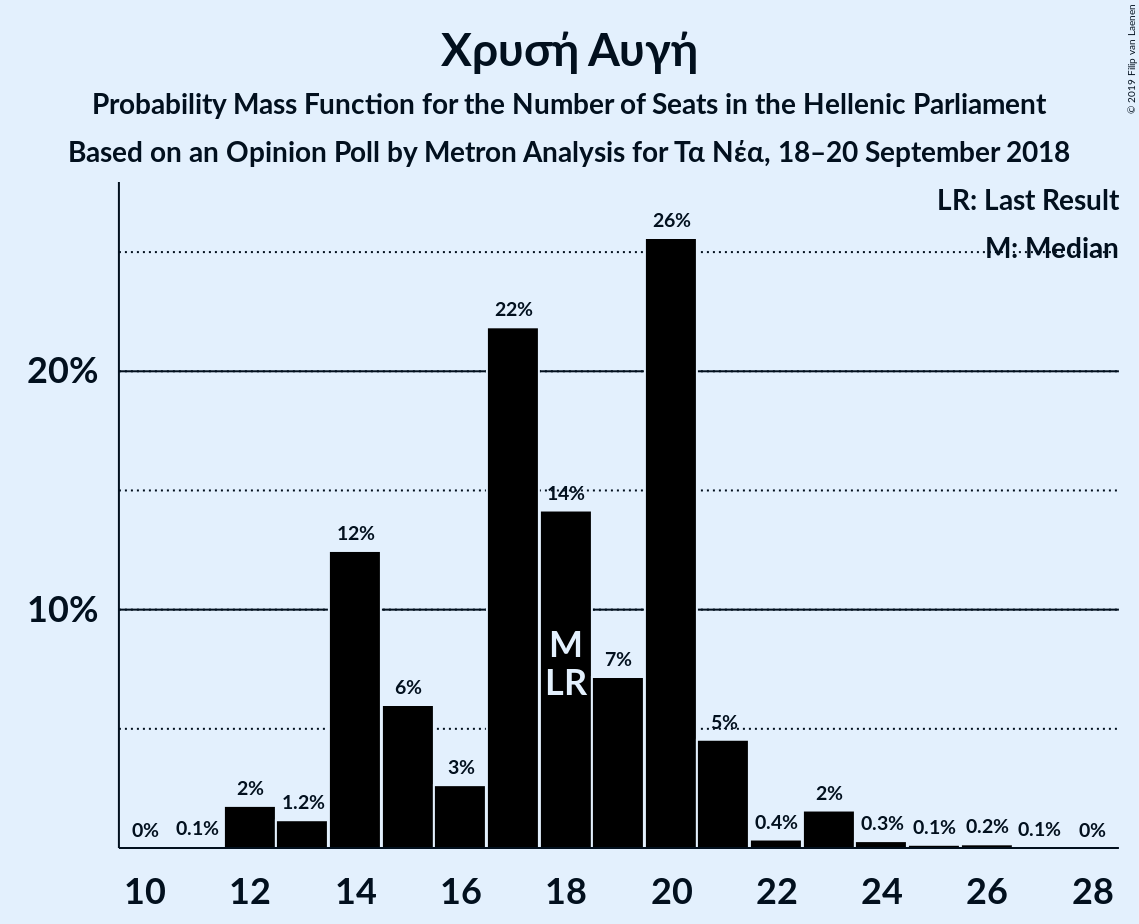 Χρυσή Αυγή
Probability Mass Function for the Number of Seats in the Hellenic Parliament
Based on an Opinion Poll by Metron Analysis for Τα Νέα, 18–20 September 2018
© 2019 Filip van Laenen
LR: Last Result
M: Median
20%
10%
0%
0.1%
2%
1.2%
12%
6%
3%
22%
14%
7%
26%
5%
0.4%
2%
0.3%
0.1%
0.2%
0.1%
0%
M
LR
10 12 14 16 18 20 22 24 26 28